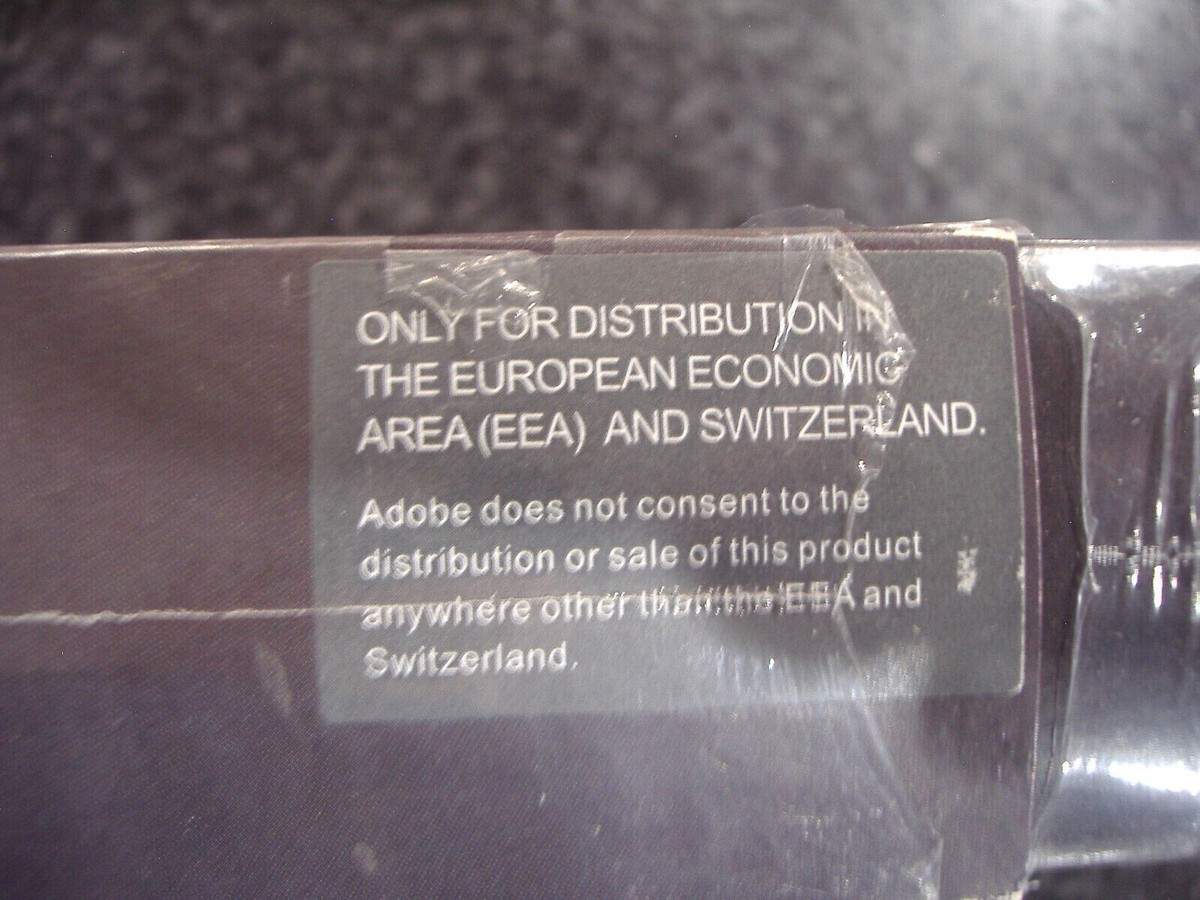 ONLY FOR DISTRIBUTION IN
THE EUROPEAN ECONOMIC
AREA (EEA) AND SWITZERLAND.
Adobe does not consent to the
distribution or sale of this product
anywhere other than the EEA and
Switzerland.